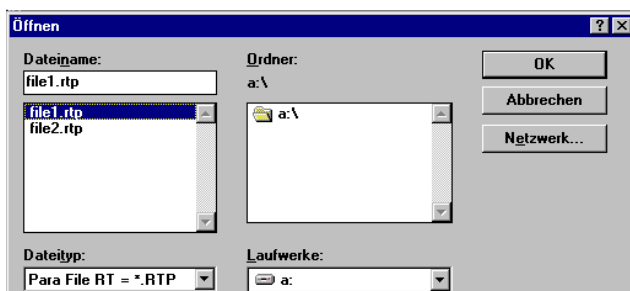 Öffnen
Dateiname:
file1.rtp
file1.rtp
file2.rtp
Dateityp:
Para File RT = *.RTP
Ordner:
a:\
a:\
Laufwerke:
a:
OK
Abbrechen
Netzwerk...